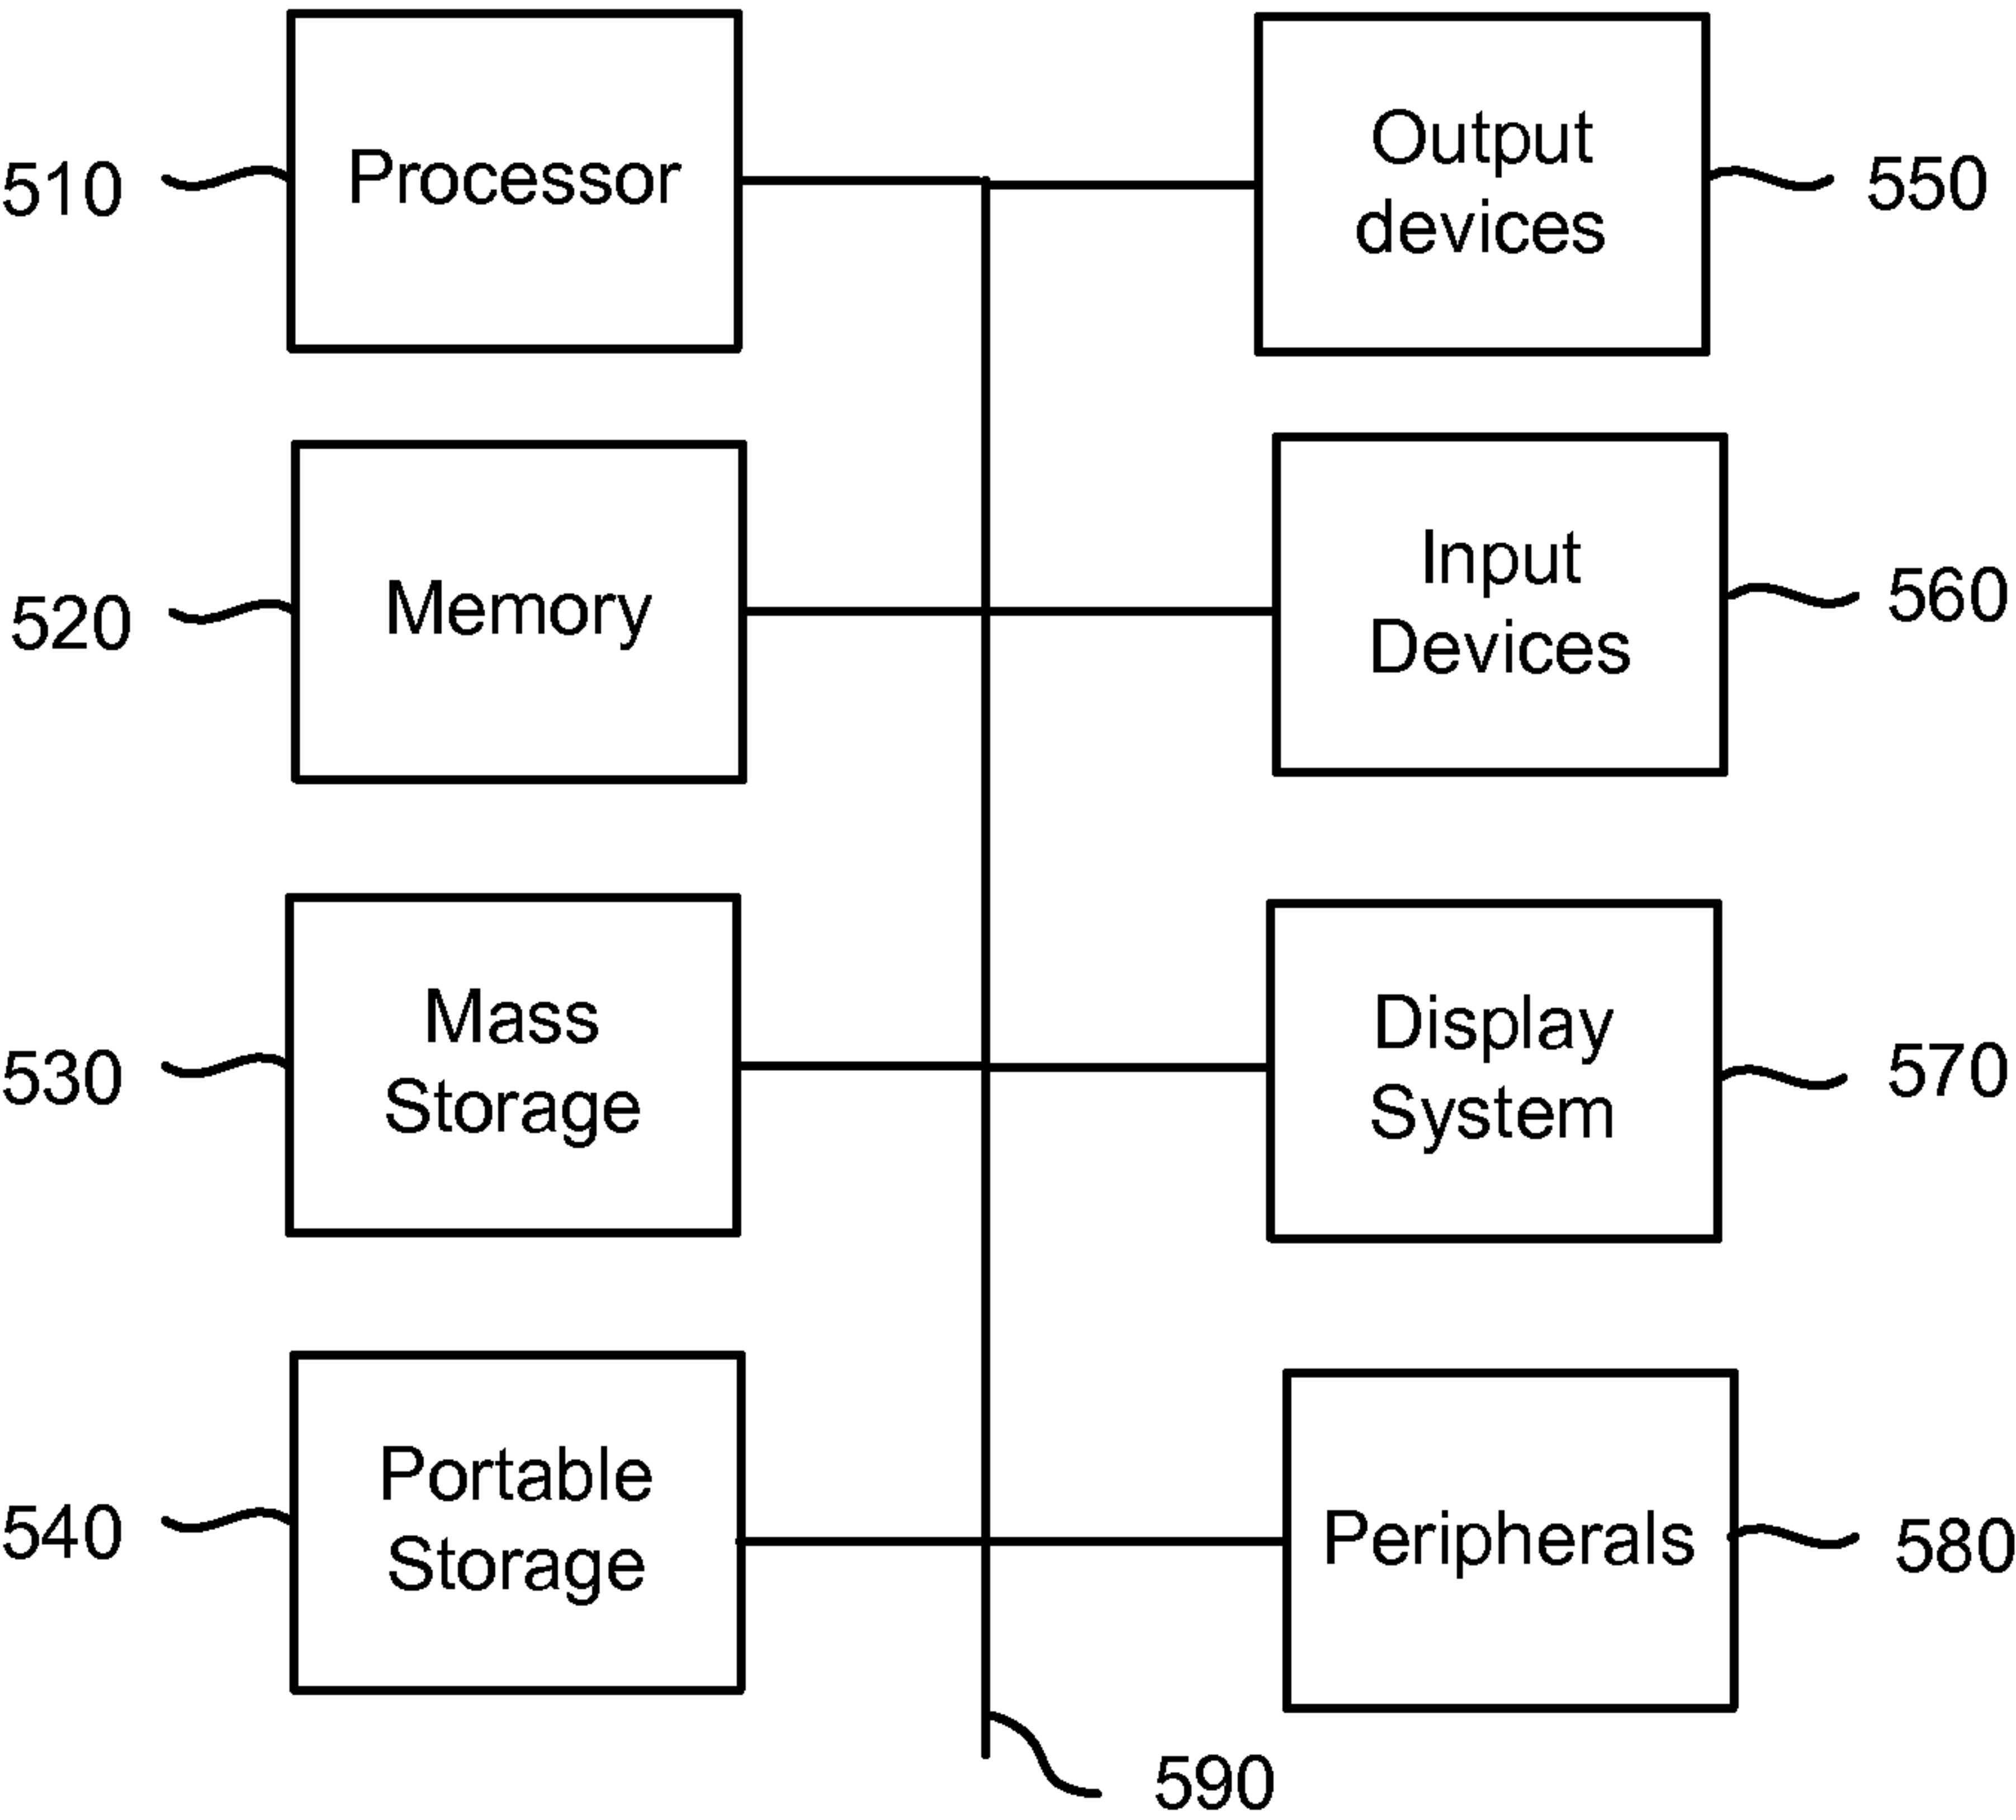 510
Processor
Output
devices
550
520
Memory
Input
Devices
560
530
Mass
Storage
Display
System
570
540
Portable
Storage
Peripherals
580
590